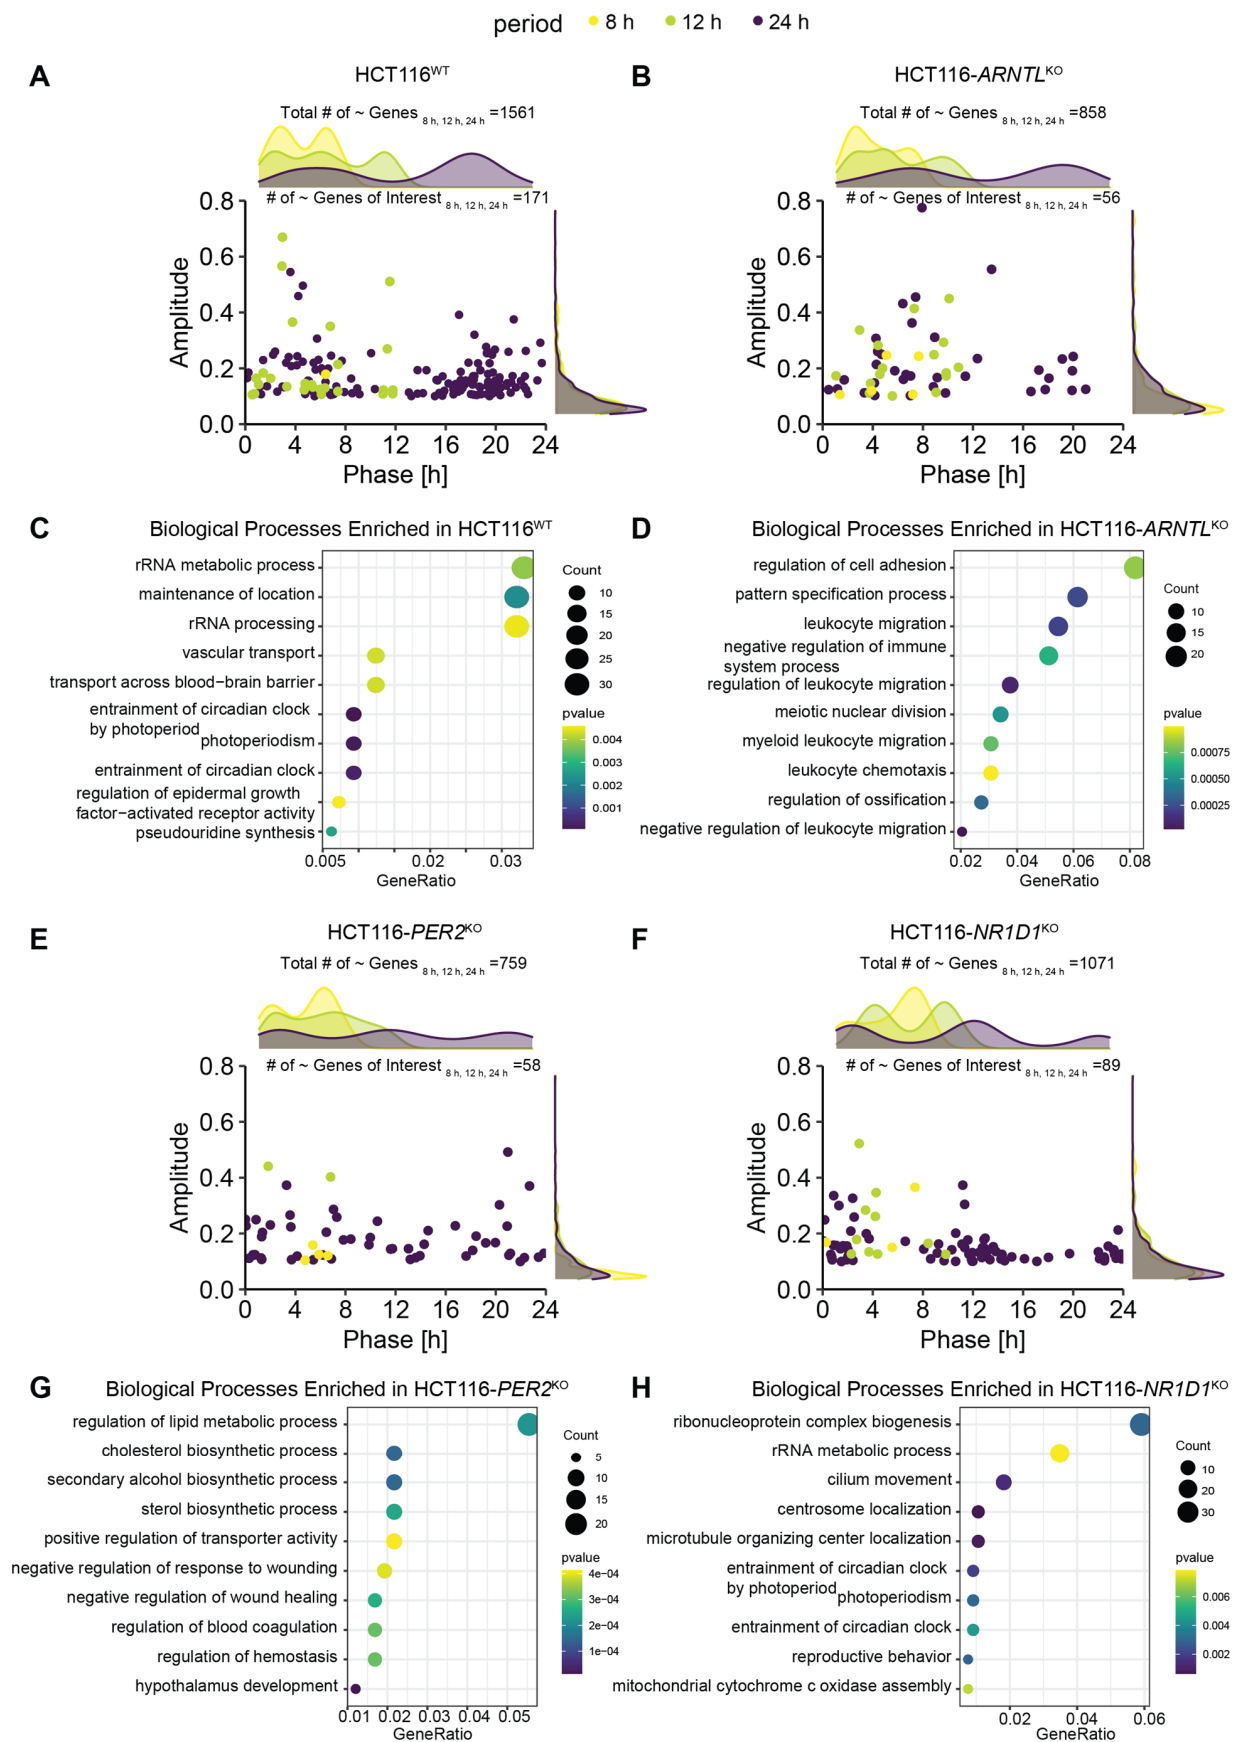 period 8 h 12 h 24 h
A
HCT116WT
Total # of ~ Genes 8 h, 12 h, 24 h =1561
# of ~ Genes of Interest 8 h, 12 h, 24 h =171
Amplitude
0.8
0.6
0.4
0.2
0.0
0 4 8 12 16 20 24
Phase [h]
B
HCT116-ARNTLKO
Total # of ~ Genes 8 h, 12 h, 24 h =858
# of ~ Genes of Interest 8 h, 12 h, 24 h =56
Amplitude
0.8
0.6
0.4
0.2
0.0
0 4 8 12 16 20 24
Phase [h]
C
Biological Processes Enriched in HCT116WT
rRNA metabolic process
maintenance of location
rRNA processing
vascular transport
transport across blood−brain barrier
entrainment of circadian clock
by photoperiod
photoperiodism
entrainment of circadian clock
regulation of epidermal growth
factor−activated receptor activity
pseudouridine synthesis
0.005 0.02 0.03
GeneRatio
Count
10
15
20
25
30
pvalue
0.004
0.003
0.002
0.001
D
Biological Processes Enriched in HCT116-ARNTLKO
regulation of cell adhesion
pattern specification process
leukocyte migration
negative regulation of immune
system process
regulation of leukocyte migration
meiotic nuclear division
myeloid leukocyte migration
leukocyte chemotaxis
regulation of ossification
negative regulation of leukocyte migration
0.02 0.04 0.06 0.08
GeneRatio
Count
10
15
20
pvalue
0.00075
0.00050
0.00025
E
HCT116-PER2KO
Total # of ~ Genes 8 h, 12 h, 24 h =759
# of ~ Genes of Interest 8 h, 12 h, 24 h =58
Amplitude
0.8
0.6
0.4
0.2
0.0
0 4 8 12 16 20 24
Phase [h]
F
HCT116-NR1D1KO
Total # of ~ Genes 8 h, 12 h, 24 h =1071
# of ~ Genes of Interest 8 h, 12 h, 24 h =89
Amplitude
0.8
0.6
0.4
0.2
0.0
0 4 8 12 16 20 24
Phase [h]
G
Biological Processes Enriched in HCT116-PER2KO
regulation of lipid metabolic process
cholesterol biosynthetic process
secondary alcohol biosynthetic process
sterol biosynthetic process
positive regulation of transporter activity
negative regulation of response to wounding
negative regulation of wound healing
regulation of blood coagulation
regulation of hemostasis
hypothalamus development
0.01 0.02 0.03 0.04 0.05
GeneRatio
Count
5
10
15
20
pvalue
4e−04
3e−04
2e−04
1e−04
H
Biological Processes Enriched in HCT116-NR1D1KO
ribonucleoprotein complex biogenesis
rRNA metabolic process
cilium movement
centrosome localization
microtubule organizing center localization
entrainment of circadian clock
by photoperiod
photoperiodism
entrainment of circadian clock
reproductive behavior
mitochondrial cytochrome c oxidase assembly
0.02 0.04 0.06
GeneRatio
Count
10
20
30
pvalue
0.006
0.004
0.002